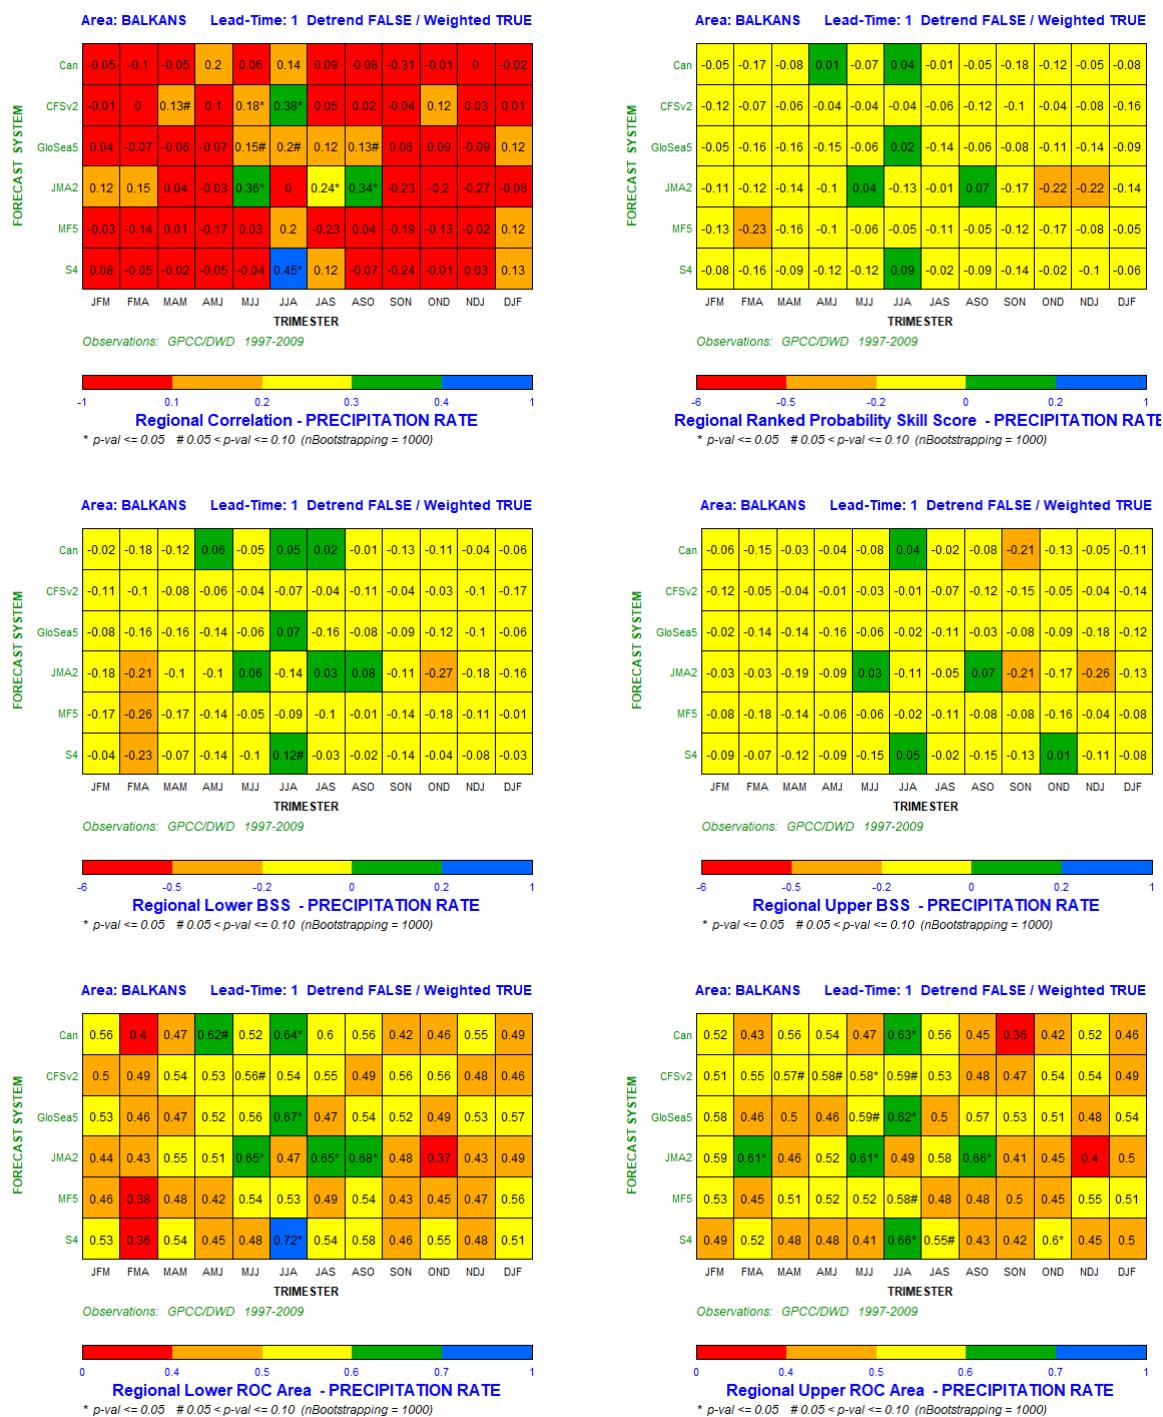 Area: BALKANS Lead-Time: 1 Detrend FALSE / Weighted TRUE
FORECAST SYSTEM
Can -0.05 -0.1 -0.05 0.2 0.06 0.14 0.09 -0.08 -0.31 -0.01 0 -0.02
CFSv2 -0.01 0 0.13# 0.1 0.18* 0.38* 0.05 0.02 -0.04 0.12 0.03 0.01
GloSea5 0.04 -0.07 -0.06 -0.07 0.15# 0.2# 0.12 0.13# 0.06 0.09 -0.09 0.12
JMA2 0.12 0.15 0.04 -0.03 0.36* 0 0.24* 0.34* -0.23 -0.2 -0.27 -0.06
MF5 -0.03 -0.14 0.01 -0.17 0.03 0.2 -0.23 0.04 -0.19 -0.13 -0.02 0.12
S4 0.08 -0.05 -0.02 -0.05 -0.04 0.45* 0.12 -0.07 -0.24 -0.01 0.03 0.13
JFM FMA MAM AMJ MJJ JJA JAS ASO SON OND NDJ DJF
TRIMESTER
Observations: GPCC/DWD 1997-2009
-1 0.1 0.2 0.3 0.4 1
Regional Correlation - PRECIPITATION RATE
* p-val <= 0.05 # 0.05 < p-val <= 0.10 (nBootstrapping = 1000)
Area: BALKANS Lead-Time: 1 Detrend FALSE / Weighted TRUE
FORECAST SYSTEM
Can -0.05 -0.17 -0.08 0.01 -0.07 0.04 -0.01 -0.05 -0.18 -0.12 -0.05 -0.08
CFSv2 -0.12 -0.07 -0.06 -0.04 -0.04 -0.04 -0.06 -0.12 -0.1 -0.04 -0.08 -0.16
GloSea5 -0.05 -0.16 -0.16 -0.15 -0.06 0.02 -0.14 -0.06 -0.08 -0.11 -0.14 -0.09
JMA2 -0.11 -0.12 -0.14 -0.1 0.04 -0.13 -0.01 0.07 -0.17 -0.22 -0.22 -0.14
MF5 -0.13 -0.23 -0.16 -0.1 -0.06 -0.05 -0.11 -0.05 -0.12 -0.17 -0.08 -0.05
S4 -0.08 -0.16 -0.09 -0.12 -0.12 0.09 -0.02 -0.09 -0.14 -0.02 -0.1 -0.06
JFM FMA MAM AMJ MJJ JJA JAS ASO SON OND NDJ DJF
TRIMESTER
Observations: GPCC/DWD 1997-2009
-6 -0.5 -0.2 0 0.2 1
Regional Ranked Probability Skill Score - PRECIPITATION RATE
* p-val <= 0.05 # 0.05 < p-val <= 0.10 (nBootstrapping = 1000)
Area: BALKANS Lead-Time: 1 Detrend FALSE / Weighted TRUE
FORECAST SYSTEM
Can -0.02 -0.18 -0.12 0.06 -0.05 0.05 0.02 -0.01 -0.13 -0.11 -0.04 -0.06
CFSv2 -0.11 -0.1 -0.08 -0.06 -0.04 -0.07 -0.04 -0.11 -0.04 -0.03 -0.1 -0.17
GloSea5 -0.08 -0.16 -0.16 -0.14 -0.06 0.07 -0.16 -0.08 -0.09 -0.12 -0.1 -0.06
JMA2 -0.18 -0.21 -0.1 -0.1 0.06 -0.14 0.03 0.08 -0.11 -0.27 -0.18 -0.16
MF5 -0.17 -0.26 -0.17 -0.14 -0.05 -0.09 -0.1 -0.01 -0.14 -0.18 -0.11 -0.01
S4 -0.04 -0.23 -0.07 -0.14 -0.1 0.12# -0.03 -0.02 -0.14 -0.04 -0.08 -0.03
JFM FMA MAM AMJ MJJ JJA JAS ASO SON OND NDJ DJF
TRIMESTER
Observations: GPCC/DWD 1997-2009
-6 -0.5 -0.2 0 0.2 1
Regional Lower BSS - PRECIPITATION RATE
* p-val <= 0.05 # 0.05 < p-val <= 0.10 (nBootstrapping = 1000)
Area: BALKANS Lead-Time: 1 Detrend FALSE / Weighted TRUE
FORECAST SYSTEM
Can -0.06 -0.15 -0.03 -0.04 -0.08 0.04 -0.02 -0.08 -0.21 -0.13 -0.05 -0.11
CFSv2 -0.12 -0.05 -0.04 -0.01 -0.03 -0.01 -0.07 -0.12 -0.15 -0.05 -0.04 -0.14
GloSea5 -0.02 -0.14 -0.14 -0.16 -0.06 -0.02 -0.11 -0.03 -0.08 -0.09 -0.18 -0.12
JMA2 -0.03 -0.03 -0.19 -0.09 0.03 -0.11 -0.05 0.07 -0.21 -0.17 -0.26 -0.13
MF5 -0.08 -0.18 -0.14 -0.06 -0.06 -0.02 -0.11 -0.08 -0.08 -0.16 -0.04 -0.08
S4 -0.09 -0.07 -0.12 -0.09 -0.15 0.05 -0.02 -0.15 -0.13 0.01 -0.11 -0.08
JFM FMA MAM AMJ MJJ JJA JAS ASO SON OND NDJ DJF
TRIMESTER
Observations: GPCC/DWD 1997-2009
-6 -0.5 -0.2 0 0.2 1
Regional Upper BSS - PRECIPITATION RATE
* p-val <= 0.05 # 0.05 < p-val <= 0.10 (nBootstrapping = 1000)
Area: BALKANS Lead-Time: 1 Detrend FALSE / Weighted TRUE
FORECAST SYSTEM
Can 0.56 0.4 0.47 0.62# 0.52 0.64* 0.6 0.56 0.42 0.46 0.55 0.49
CFSv2 0.5 0.49 0.54 0.53 0.56# 0.54 0.55 0.49 0.56 0.56 0.48 0.46
GloSea5 0.53 0.46 0.47 0.52 0.56 0.67* 0.47 0.54 0.52 0.49 0.53 0.57
JMA2 0.44 0.43 0.55 0.51 0.65* 0.47 0.65* 0.68* 0.48 0.37 0.43 0.49
MF5 0.46 0.38 0.48 0.42 0.54 0.53 0.49 0.54 0.43 0.45 0.47 0.56
S4 0.53 0.36 0.54 0.45 0.48 0.72* 0.54 0.58 0.46 0.55 0.48 0.51
JFM FMA MAM AMJ MJJ JJA JAS ASO SON OND NDJ DJF
TRIMESTER
Observations: GPCC/DWD 1997-2009
0 0.4 0.5 0.6 0.7 1
Regional Lower ROC Area - PRECIPITATION RATE
* p-val <= 0.05 # 0.05 < p-val <= 0.10 (nBootstrapping = 1000)
Area: BALKANS Lead-Time: 1 Detrend FALSE / Weighted TRUE
FORECAST SYSTEM
Can 0.52 0.43 0.56 0.54 0.47 0.63* 0.56 0.45 0.36 0.42 0.52 0.46
CFSv2 0.51 0.55 0.57# 0.58# 0.58* 0.59# 0.53 0.48 0.47 0.54 0.54 0.49
GloSea5 0.58 0.46 0.5 0.46 0.59# 0.62* 0.5 0.57 0.53 0.51 0.48 0.54
JMA2 0.59 0.61* 0.46 0.52 0.61* 0.49 0.58 0.66* 0.41 0.45 0.4 0.5
MF5 0.53 0.45 0.51 0.52 0.52 0.58# 0.48 0.48 0.5 0.45 0.55 0.51
S4 0.49 0.52 0.48 0.48 0.41 0.66* 0.55# 0.43 0.42 0.6* 0.45 0.5
JFM FMA MAM AMJ MJJ JJA JAS ASO SON OND NDJ DJF
TRIMESTER
Observations: GPCC/DWD 1997-2009
0 0.4 0.5 0.6 0.7 1
Regional Upper ROC Area - PRECIPITATION RATE
* p-val <= 0.05 # 0.05 < p-val <= 0.10 (nBootstrapping = 1000)